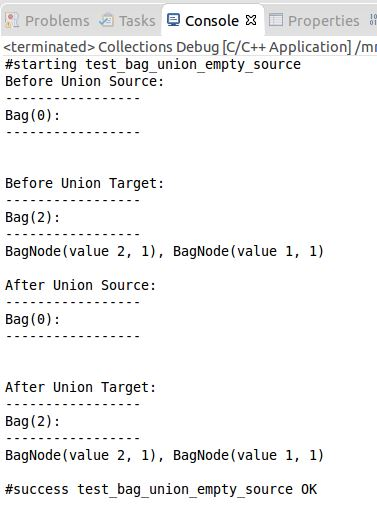 Problems Tasks Console Properties
<terminated> Collections Debug [C/C++ Application] /m
#starting test_bag_union_empty_source
Before Union Source:
-----------------
Bag(0):
-----------------
Before Union Target:
-----------------
Bag(2):
-----------------
BagNode(value 2, 1), BagNode(value 1, 1)
After Union Source:
-----------------
Bag(0):
-----------------
After Union Target:
-----------------
Bag(2):
-----------------
BagNode(value 2, 1), BagNode(value 1, 1)
#success test_bag_union_empty_source OK